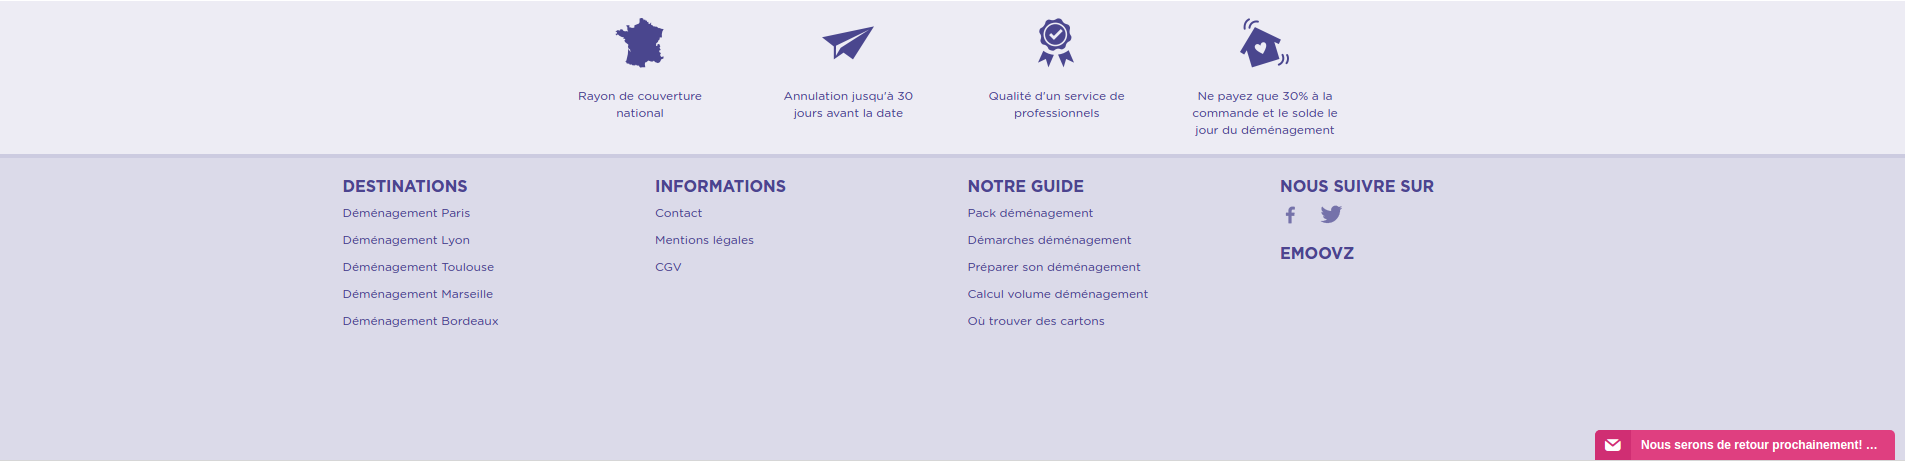 Rayon de couverture
national
Annulation jusqu'à 30
jours avant la date
Qualité d'un service de
professionnels
Ne payez que 30% à la
commande et le solde le
jour du déménagement
DESTINATIONS
Déménagement Paris
Déménagement Lyon
Déménagement Toulouse
Déménagement Marseille
Déménagement Bordeaux
INFORMATIONS
Contact
Mentions légales
CGV
NOTRE GUIDE
Pack déménagement
Démarches déménagement
Préparer son déménagement
Calcul volume déménagement
Où trouver des cartons
NOUS SUIVRE SUR
EMOOVZ
Nous serons de retour prochainement! ...